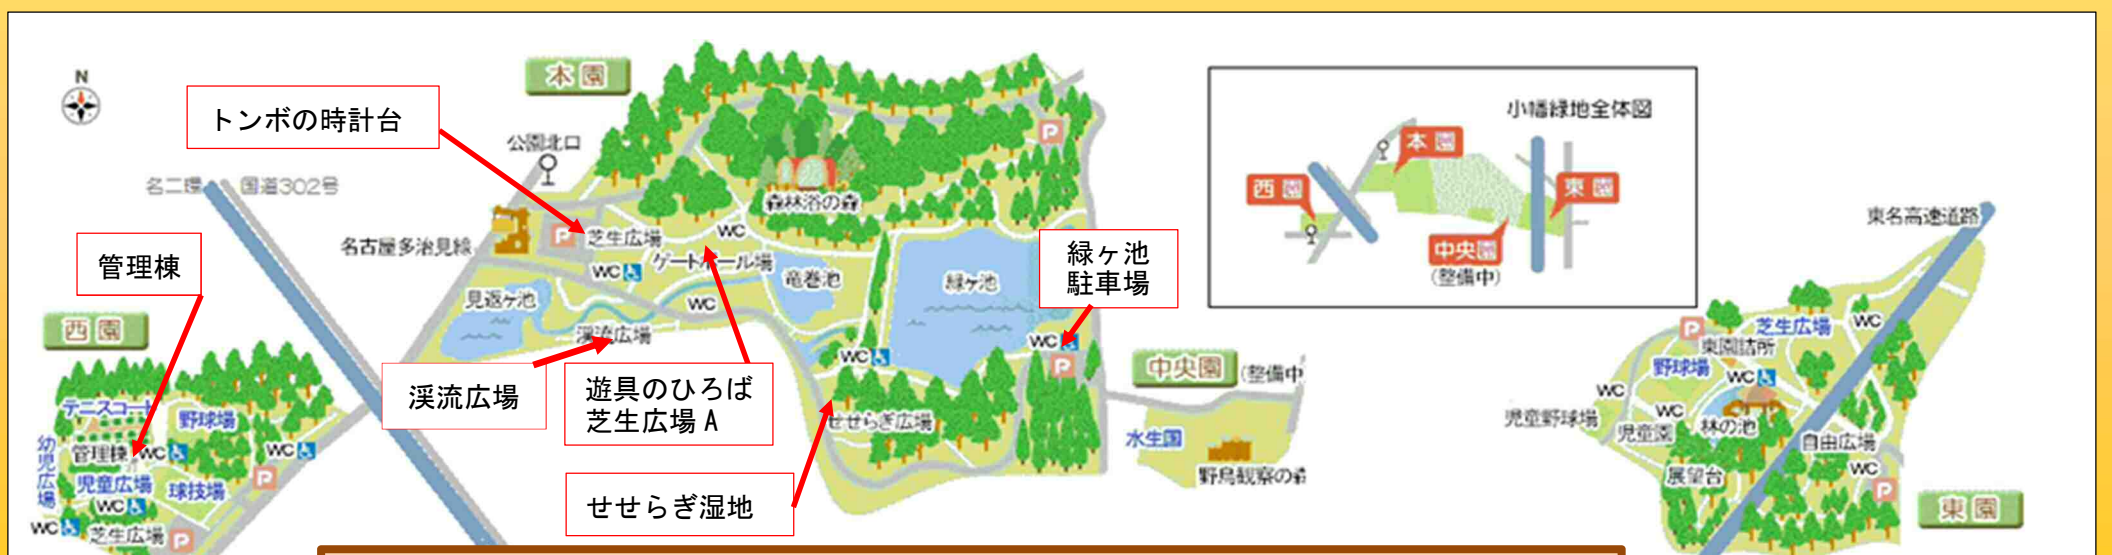 本園
N
トンボの時計台
公園北口
名二環
国道302号
名古屋多治見線
管理棟
西園
テニスコート
野球場
幼児広場
管理棟
WC
WC
児童広場
球技場
P
WC
WC
芝生広場
P
P
森林浴の森
P
芝生広場
WC
WC
ゲートボール場
竜巻池
緑ヶ池
見返ヶ池
WC
渓流広場
渓流広場
遊具のひろば
芝生広場 A
WC
せせらぎ広場
せせらぎ湿地
緑ヶ池
駐車場
WC
P
中央園
(整備中
水生園
小幡緑地全体図
本園
西園
東園
中央園
(整備中)
東名高速道路
P
芝生広場
WC
東園詰所
野球場
WC
WC
WC
児童野球場
児童園
林の池
自由広場
展望台
WC
P
東園